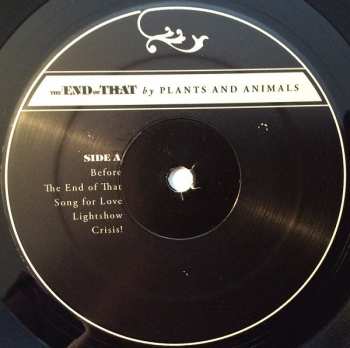 THE END OF THAT by PLANTS AND ANIMALS
SIDE A
Before
The End of That
Song for Love
Lightshow
Crisis!